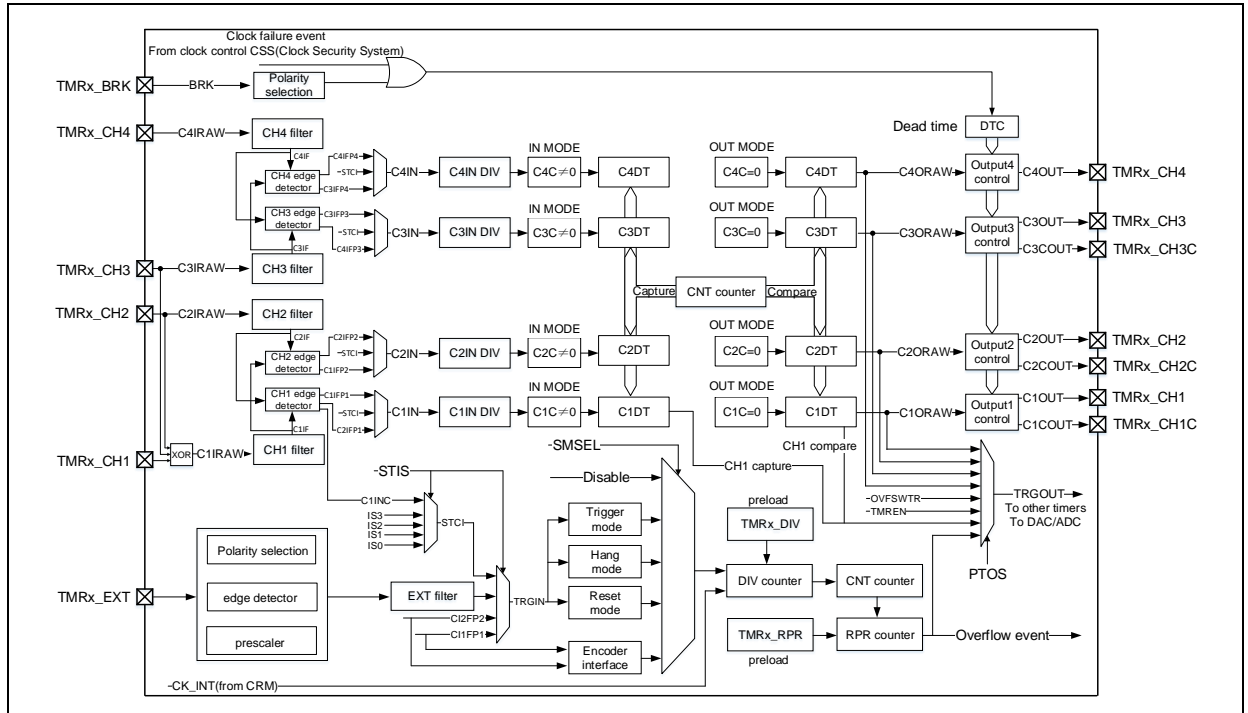 Clock failure event
From clock control CSS(Clock Security System)
TMRx_BRK
BRK
Polarity
selection
TMRx_CH4
C4IRAW
CH4 filter
C4IF
CH4 edge
detector
C4IFP4
STCI
C3IFP4
C4IN
C4IN DIV
IN MODE
C4C≠0
C4DT
OUT MODE
C4C=0
C4DT
C4ORAW
Dead time
DTC
Output4
control
C4OUT
TMRx_CH4
CH3 edge
detector
C3IFP3
STCI
C4IFP3
C3IF
C3IN
C3IN DIV
IN MODE
C3C≠0
C3DT
OUT MODE
C3C=0
C3DT
C3ORAW
Output3
control
C3OUT
TMRx_CH3
C3COUT
TMRx_CH3C
TMRx_CH3
C3IRAW
CH3 filter
Capture
CNT counter
Compare
TMRx_CH2
C2IRAW
CH2 filter
C2IF
CH2 edge
detector
C2IFP2
STCI
C1IFP2
C2IN
C2IN DIV
IN MODE
C2C≠0
C2DT
OUT MODE
C2C=0
C2DT
C2ORAW
Output2
control
C2OUT
TMRx_CH2
C2COUT
TMRx_CH2C
CH1 edge
detector
C1IFP1
STCI
C2IFP1
C1IF
C1IN
C1IN DIV
IN MODE
C1C≠0
C1DT
OUT MODE
C1C=0
C1DT
C1ORAW
Output1
control
C1OUT
TMRx_CH1
C1COUT
TMRx_CH1C
TMRx_CH1
XOR
C1IRAW
CH1 filter
SMSEL
CH1 capture
CH1 compare
STIS
Disable
C1INC
IS3
IS2
IS1
IS0
STCI
Trigger
mode
Hang
mode
Reset
mode
Encoder
interface
preload
TMRx_DIV
OVFSWTR
TMREN
TRGOUT
To other timers
To DAC/ADC
PTOS
Polarity selection
edge detector
prescaler
TMRx_EXT
EXT filter
CI2FP2
CI1FP1
TRGIN
DIV counter
CNT counter
TMRx_RPR
preload
RPR counter
Overflow event
CK_INT(from CRM)